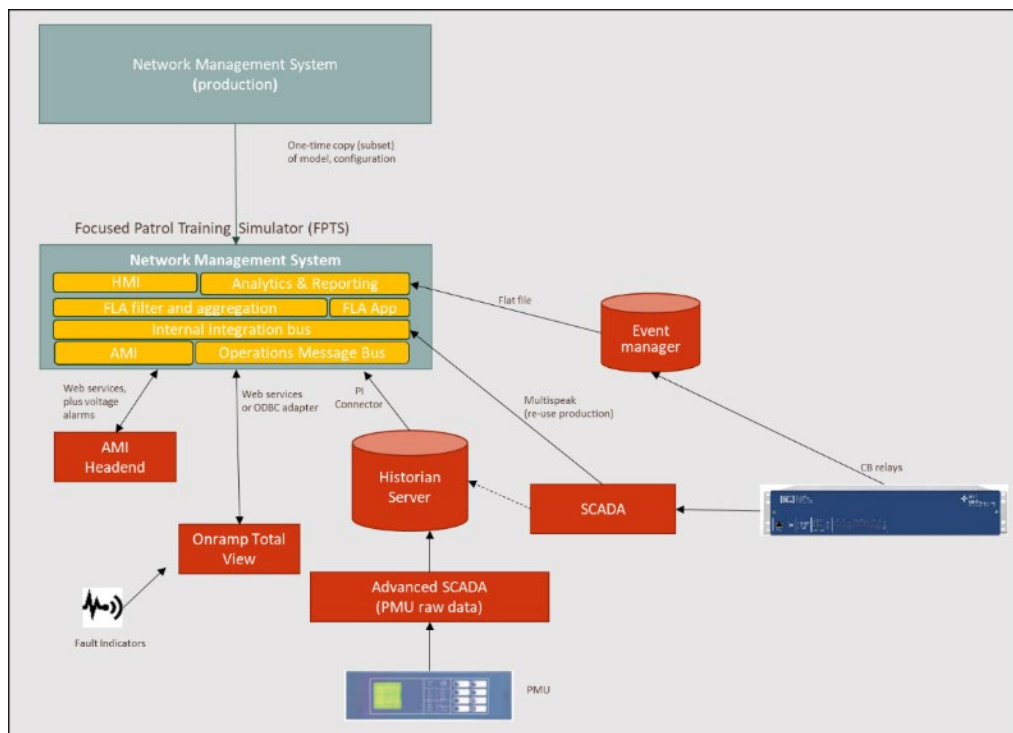 Network Management System
(production)
One-time copy (subset)
of model, configuration
Focused Patrol Training Simulator (FPTS)
Network Management System
HMI
Analytics & Reporting
FLA filter and aggregation
FLA App
Internal integration bus
AMI
Operations Message Bus
Flat file
Event
manager
Web services,
plus voltage
alarms
Web services
or ODBC adapter
PI
Connector
Multispeak
(re-use production)
AMI
Headend
Historian
Server
CB relays
SCADA
Onramp Total
View
Advanced SCADA
(PMU raw data)
Fault Indicators
PMU